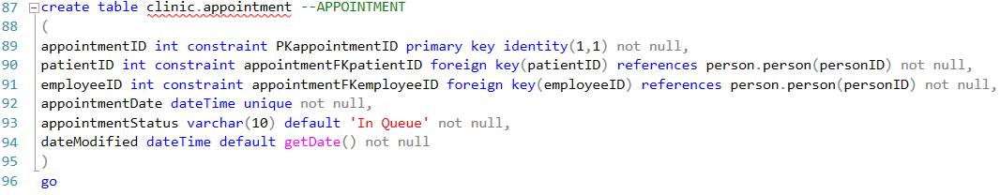 87 create table clinic.appointment --APPOINTMENT
88 (
89 appointmentID int constraint PKappointmentID primary key identity(1,1) not null,
90 patientID int constraint appointmentFKpatientID foreign key(patientID) references person.person(personID) not null,
91 employeeID int constraint appointmentFKemployeeID foreign key(employeeID) references person.person(personID) not null,
92 appointmentDate dateTime unique not null,
93 appointmentStatus varchar(10) default 'In Queue' not null,
94 dateModified dateTime default getDate() not null
95 )
96 go